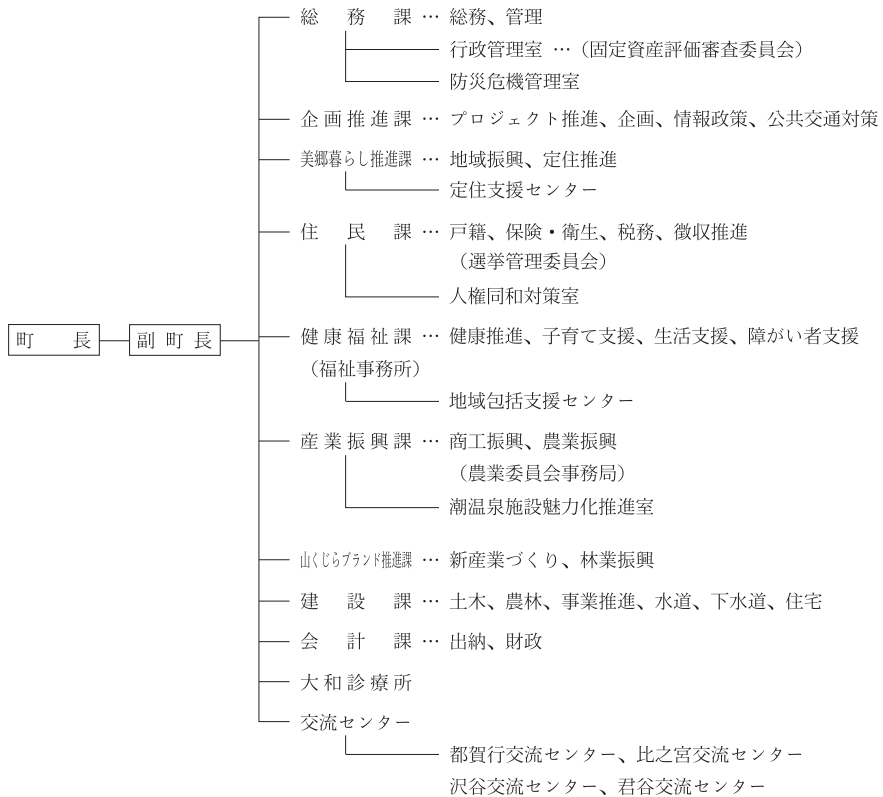 総務課 … 総務、管理
行政管理室 …（固定資産評価審査委員会）
防災危機管理室
企画推進課 … プロジェクト推進、企画、情報政策、公共交通対策
美郷暮らし推進課 … 地域振興、定住推進
定住支援センター
住民課 … 戸籍、保険・衛生、税務、徴収推進
（選挙管理委員会）
人権同和対策室
町長 副町長 健康福祉課 … 健康推進、子育て支援、生活支援、障がい者支援
（福祉事務所）
地域包括支援センター
産業振興課 … 商工振興、農業振興
（農業委員会事務局）
潮温泉施設魅力化推進室
山くじらブランド推進課 … 新産業づくり、林業振興
建設課 … 土木、農林、事業推進、水道、下水道、住宅
会計課 … 出納、財政
大和診療所
交流センター
都賀行交流センター、比之宮交流センター
沢谷交流センター、君谷交流センター